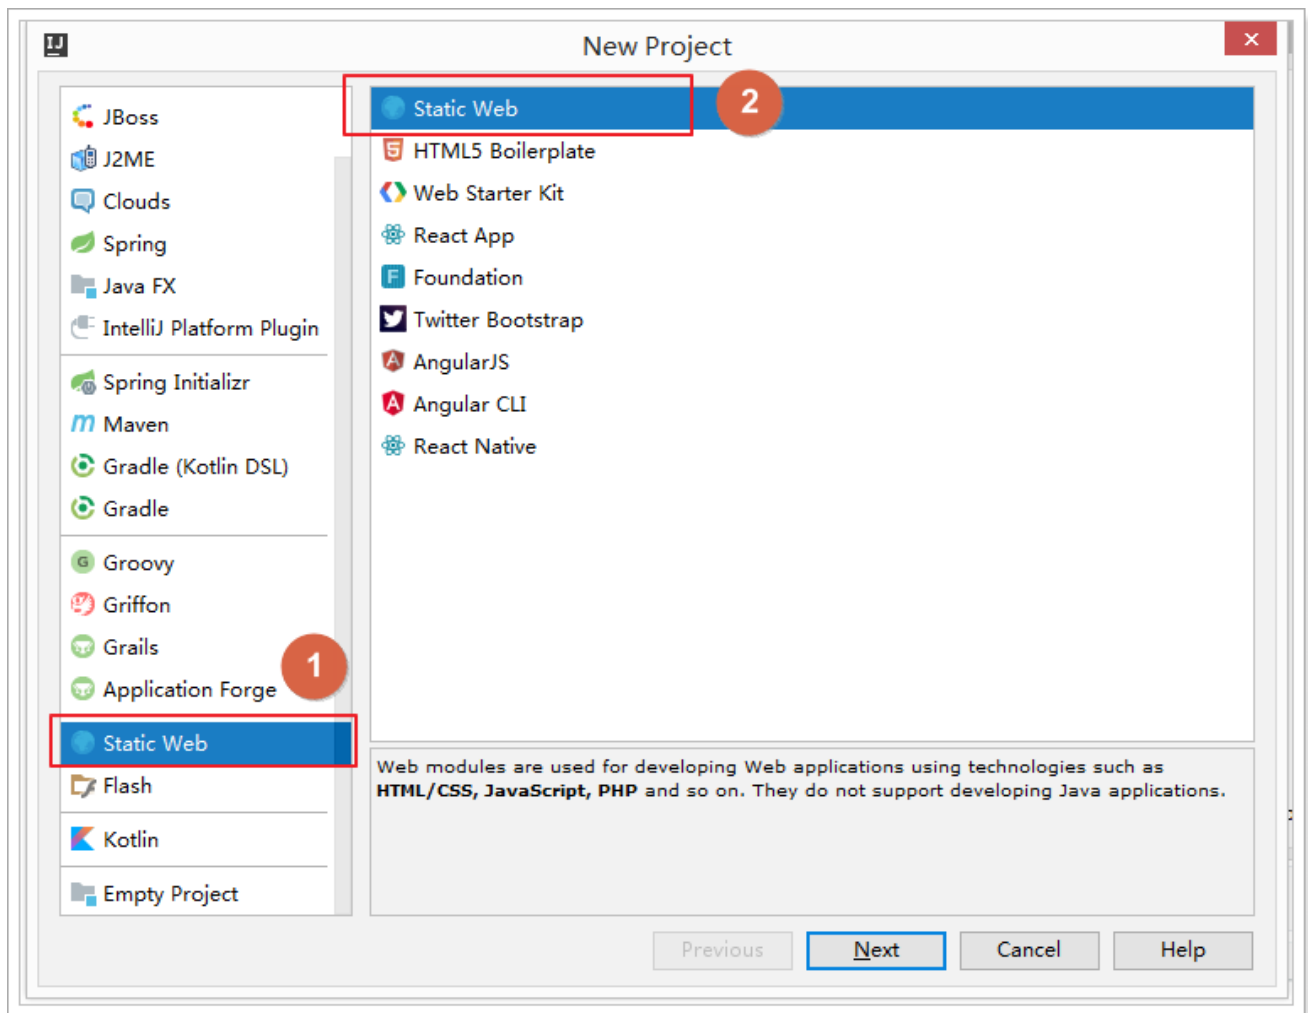 New Project
JBoss
J2ME
Clouds
Spring
Java FX
IntelliJ Platform Plugin
Spring Initializr
Maven
Gradle (Kotlin DSL)
Gradle
Groovy
Griffon
Grails
1
Application Forge
Static Web
Flash
Kotlin
Empty Project
Static Web
2
HTML5 Boilerplate
Web Starter Kit
React App
Foundation
Twitter Bootstrap
AngularJS
Angular CLI
React Native
Web modules are used for developing Web applications using technologies such as
HTML/CSS, JavaScript, PHP and so on. They do not support developing Java applications.
Previous
Next
Cancel
Help